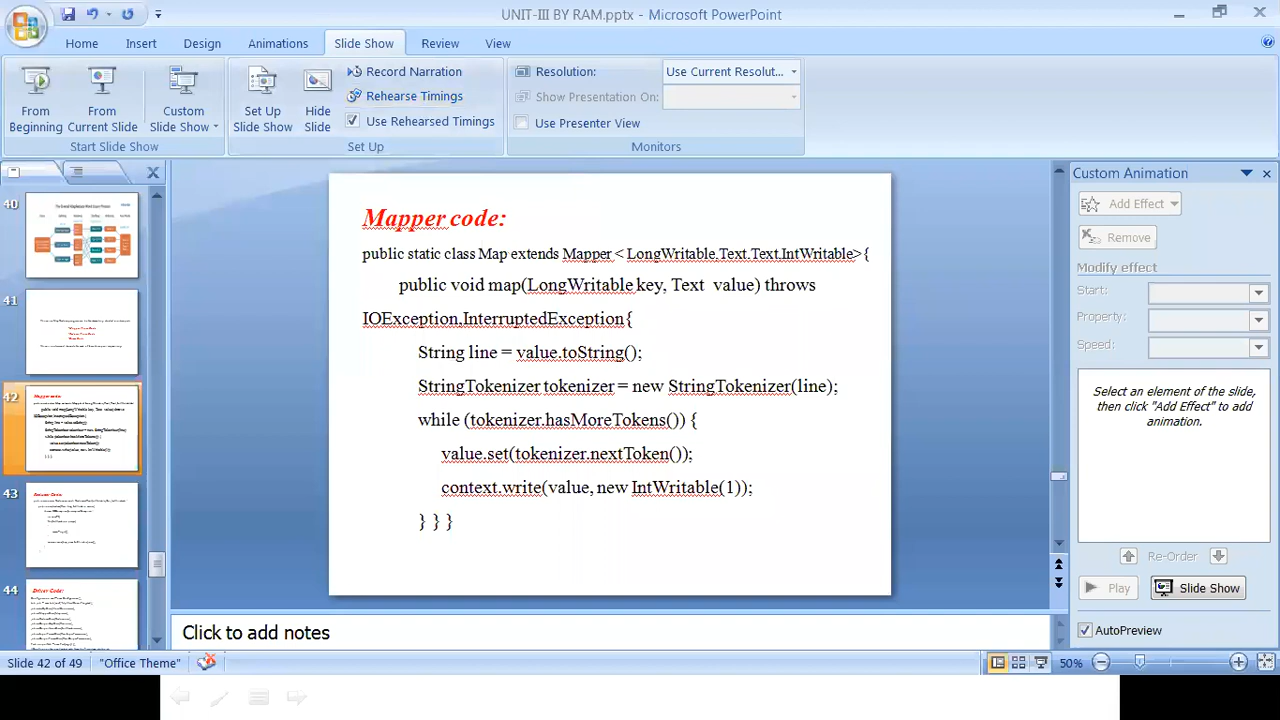 UNIT-III BY RAM.pptx - Microsoft PowerPoint
Home Insert Design Animations Slide Show Review View
From Beginning
From Current Slide
Custom Slide Show
Start Slide Show
Set Up Slide Show
Hide Slide
Record Narration
Rehearse Timings
Use Rehearsed Timings
Set Up
Resolution: Use Current Resolut...
Show Presentation On:
Use Presenter View
Monitors
40
41
42
Mapper code:
43
44
Driver Code:
Mapper code:
public static class Map extends Mapper < LongWritable,Text,Text,IntWritable>{
public void map(LongWritable key, Text value) throws
IOException,InterruptedException{
String line = value.toString();
StringTokenizer tokenizer = new StringTokenizer(line);
while (tokenizer.hasMoreTokens()) {
value.set(tokenizer.nextToken());
context.write(value, new IntWritable(1));
} } }
Click to add notes
Custom Animation
Add Effect
Remove
Modify effect
Start:
Property:
Speed:
Select an element of the slide,
then click "Add Effect" to add
animation.
Re-Order
Play
Slide Show
AutoPreview
Slide 42 of 49 "Office Theme" 50%